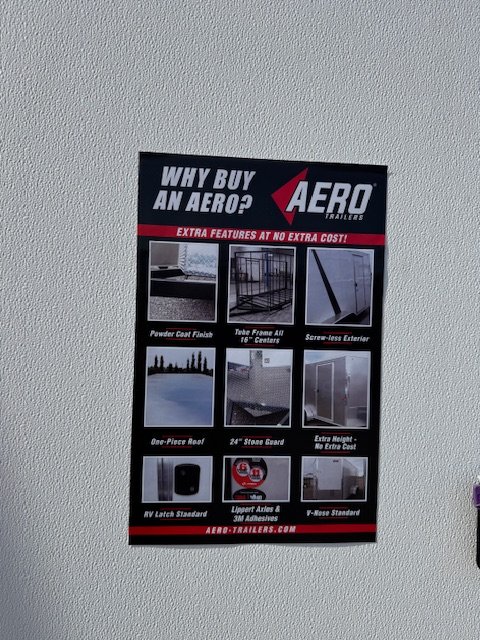 WHY BUY
AN AERO?
AERO
TRAILERS
EXTRA FEATURES AT NO EXTRA COST!
Powder Coat Finish
Tube Frame All
16" Centers
Screw-less Exterior
One-Piece Roof
24" Stone Guard
Extra Height -
No Extra Cost
RV Latch Standard
Lippert Axles &
3M Adhesives
V-Nose Standard
AERO-TRAILERS.COM